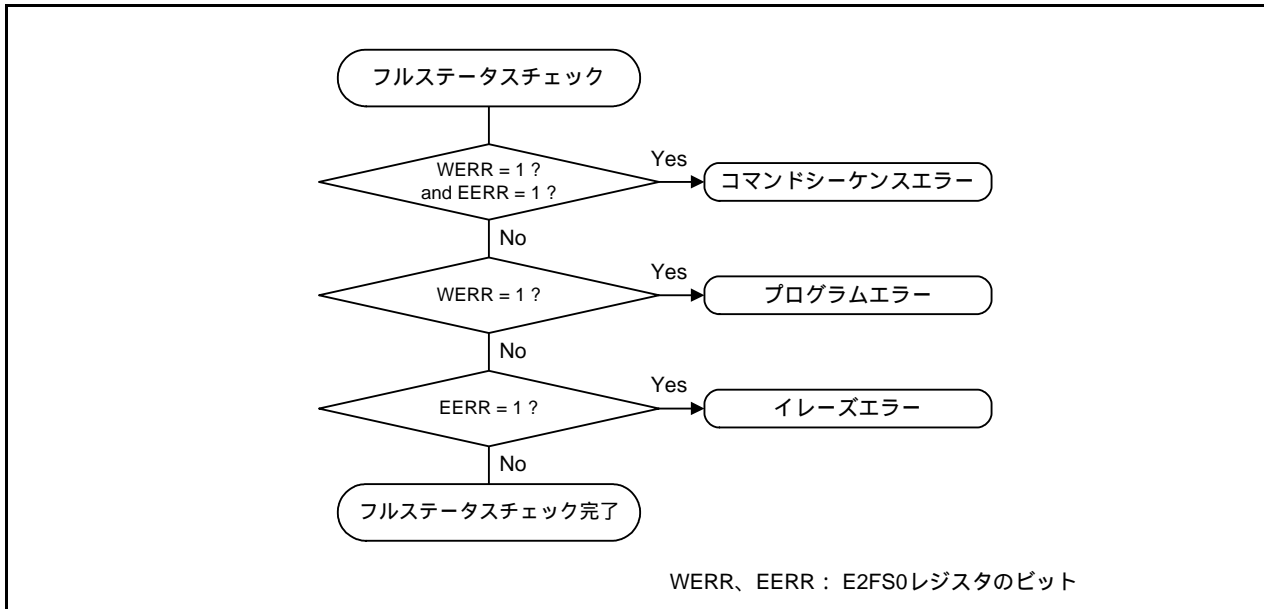 フルステータスチェック
WERR = 1 ?
and EERR = 1 ?
Yes
コマンドシーケンスエラー
No
WERR = 1 ?
Yes
プログラムエラー
No
EERR = 1 ?
Yes
イレーズエラー
No
フルステータスチェック完了
WERR、EERR : E2FS0レジスタのビット